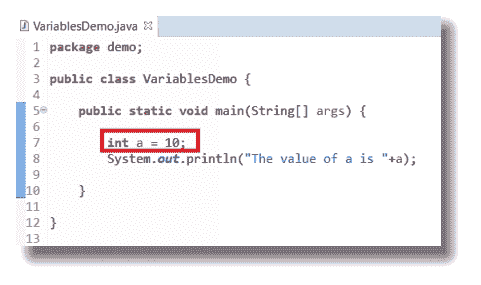 VariablesDemo.java
1 package demo;
2
3 public class VariablesDemo {
4
5 public static void main(String[] args) {
6
7 int a = 10;
8 System.out.println("The value of a is "+a);
9
10 }
11
12 }
13